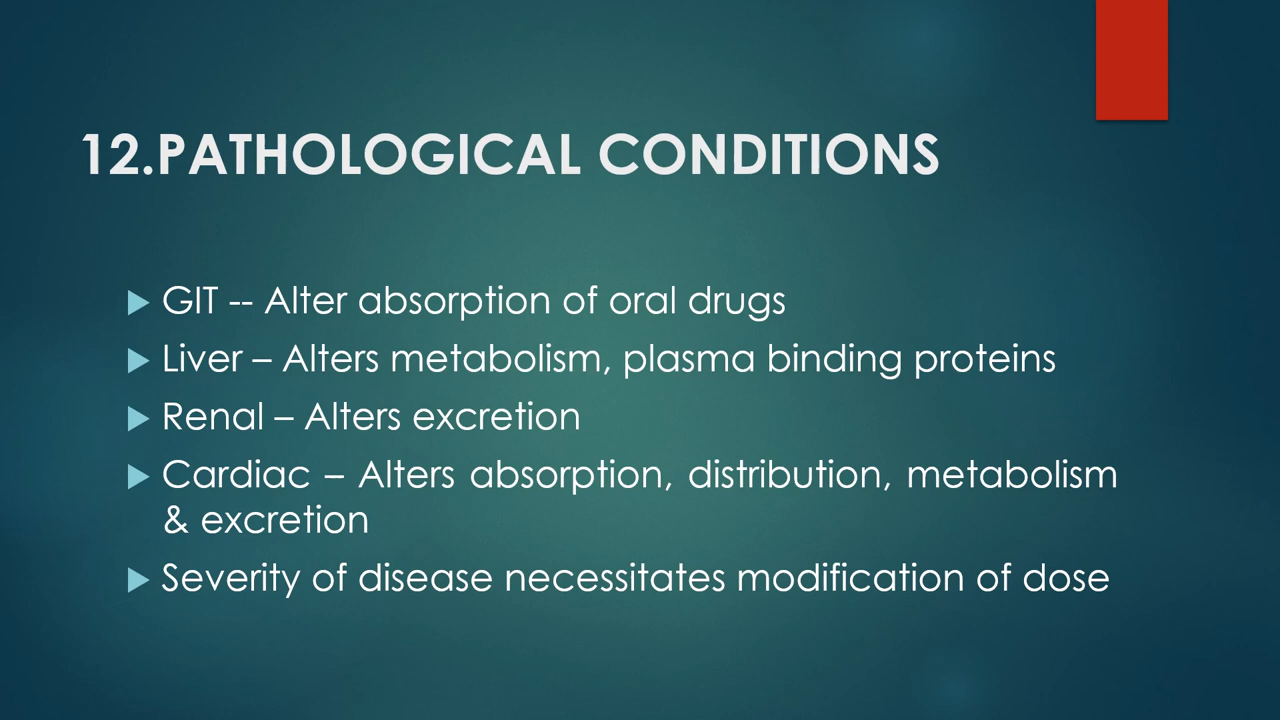 12.PATHOLOGICAL CONDITIONS
GIT -- Alter absorption of oral drugs
Liver – Alters metabolism, plasma binding proteins
Renal – Alters excretion
Cardiac – Alters absorption, distribution, metabolism
& excretion
Severity of disease necessitates modification of dose